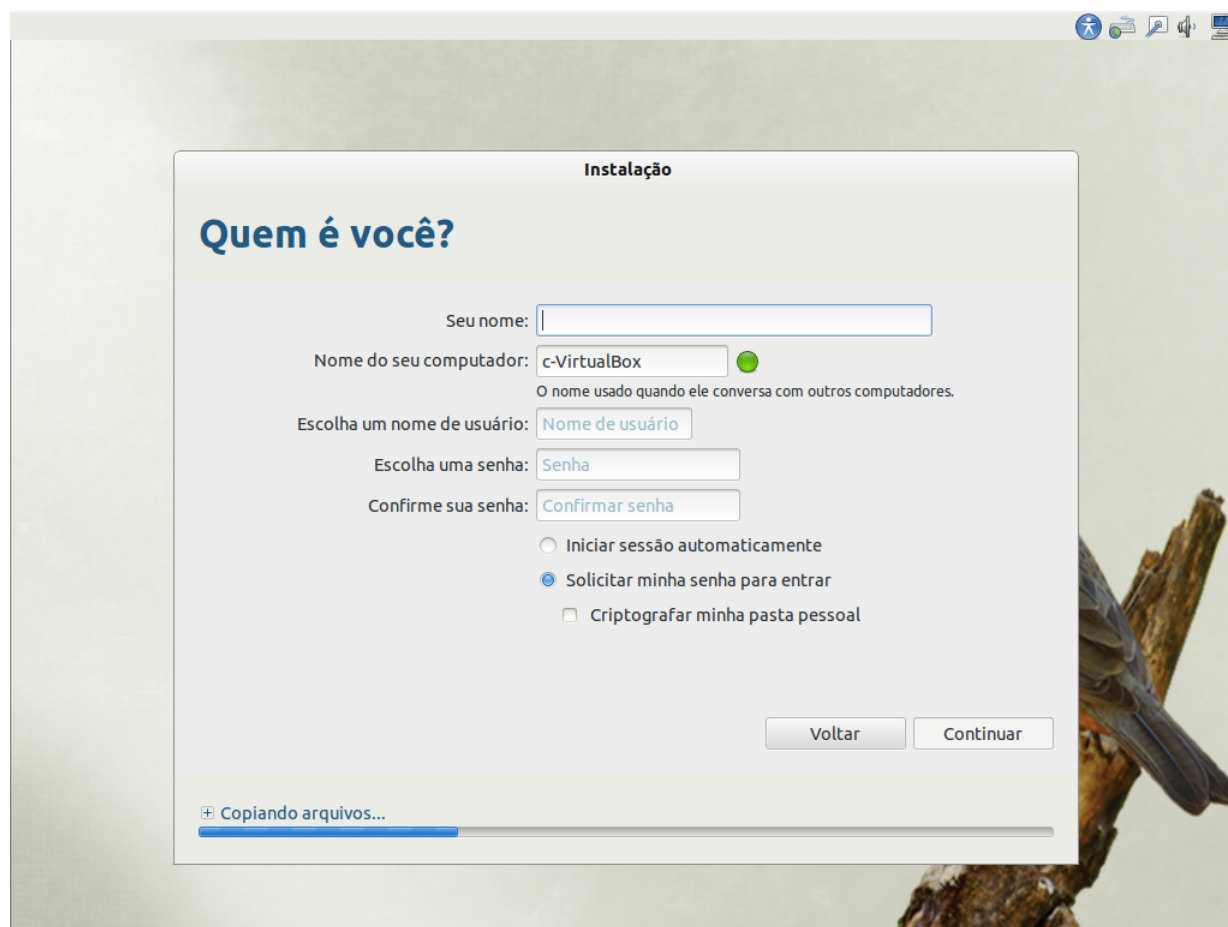 Instalação
Quem é você?
Seu nome:
Nome do seu computador: c-VirtualBox
O nome usado quando ele conversa com outros computadores.
Escolha um nome de usuário: Nome de usuário
Escolha uma senha: Senha
Confirme sua senha: Confirmar senha
Iniciar sessão automaticamente
Solicitar minha senha para entrar
Criptografar minha pasta pessoal
Voltar Continuar
Copiando arquivos...